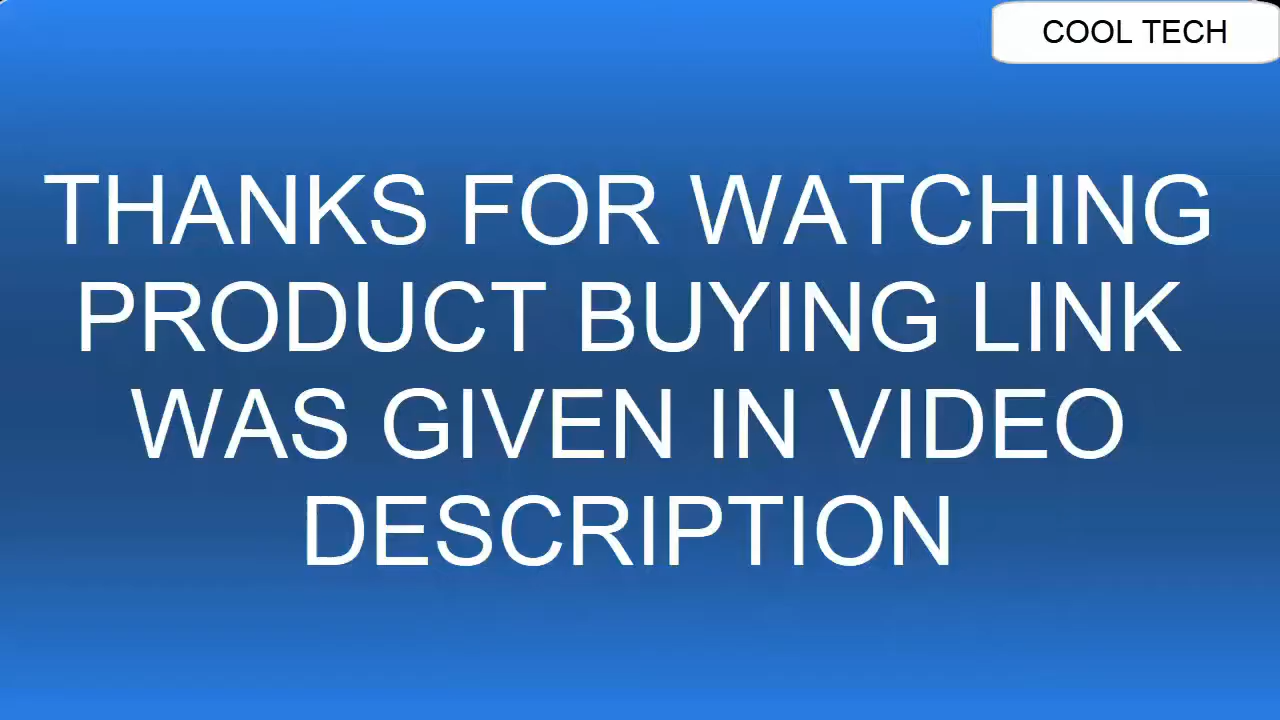 COOL TECH
THANKS FOR WATCHING
PRODUCT BUYING LINK
WAS GIVEN IN VIDEO
DESCRIPTION